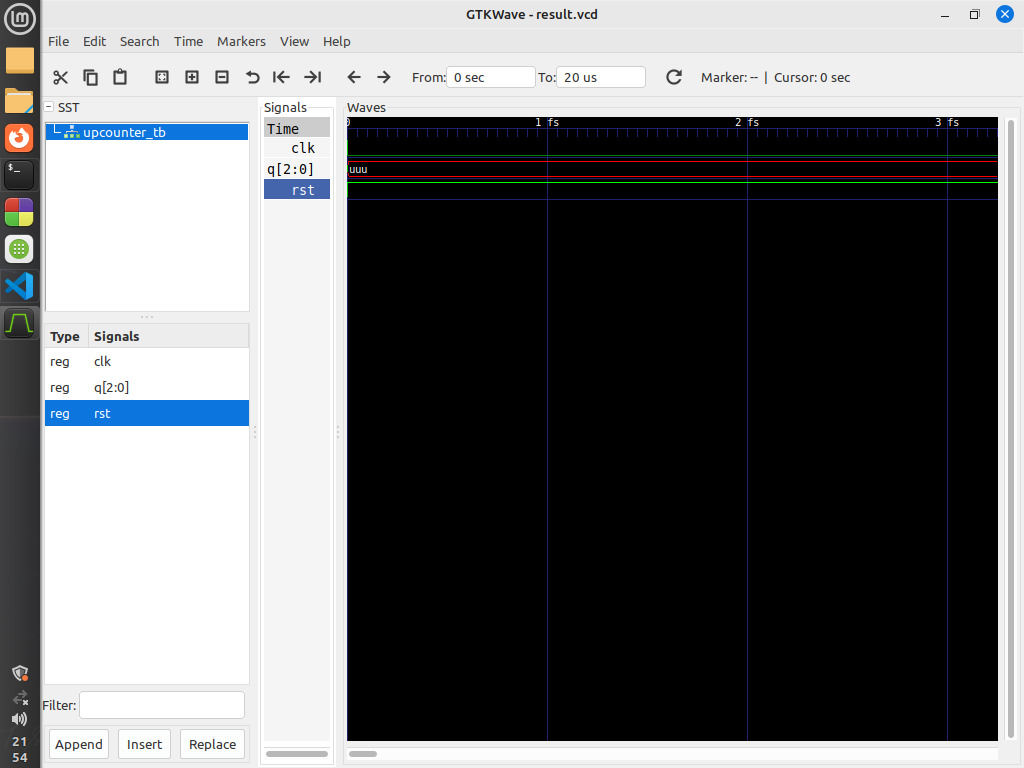 GTKWave - result.vcd
File Edit Search Time Markers View Help
From: 0 sec To: 20 us Marker: -- | Cursor: 0 sec
SST
upcounter_tb
Type Signals
reg clk
reg q[2:0]
reg rst
Filter:
Append Insert Replace
Signals
Time
clk
q[2:0]
rst
Waves
0 1 fs 2 fs 3 fs
uuu
$_
21
54